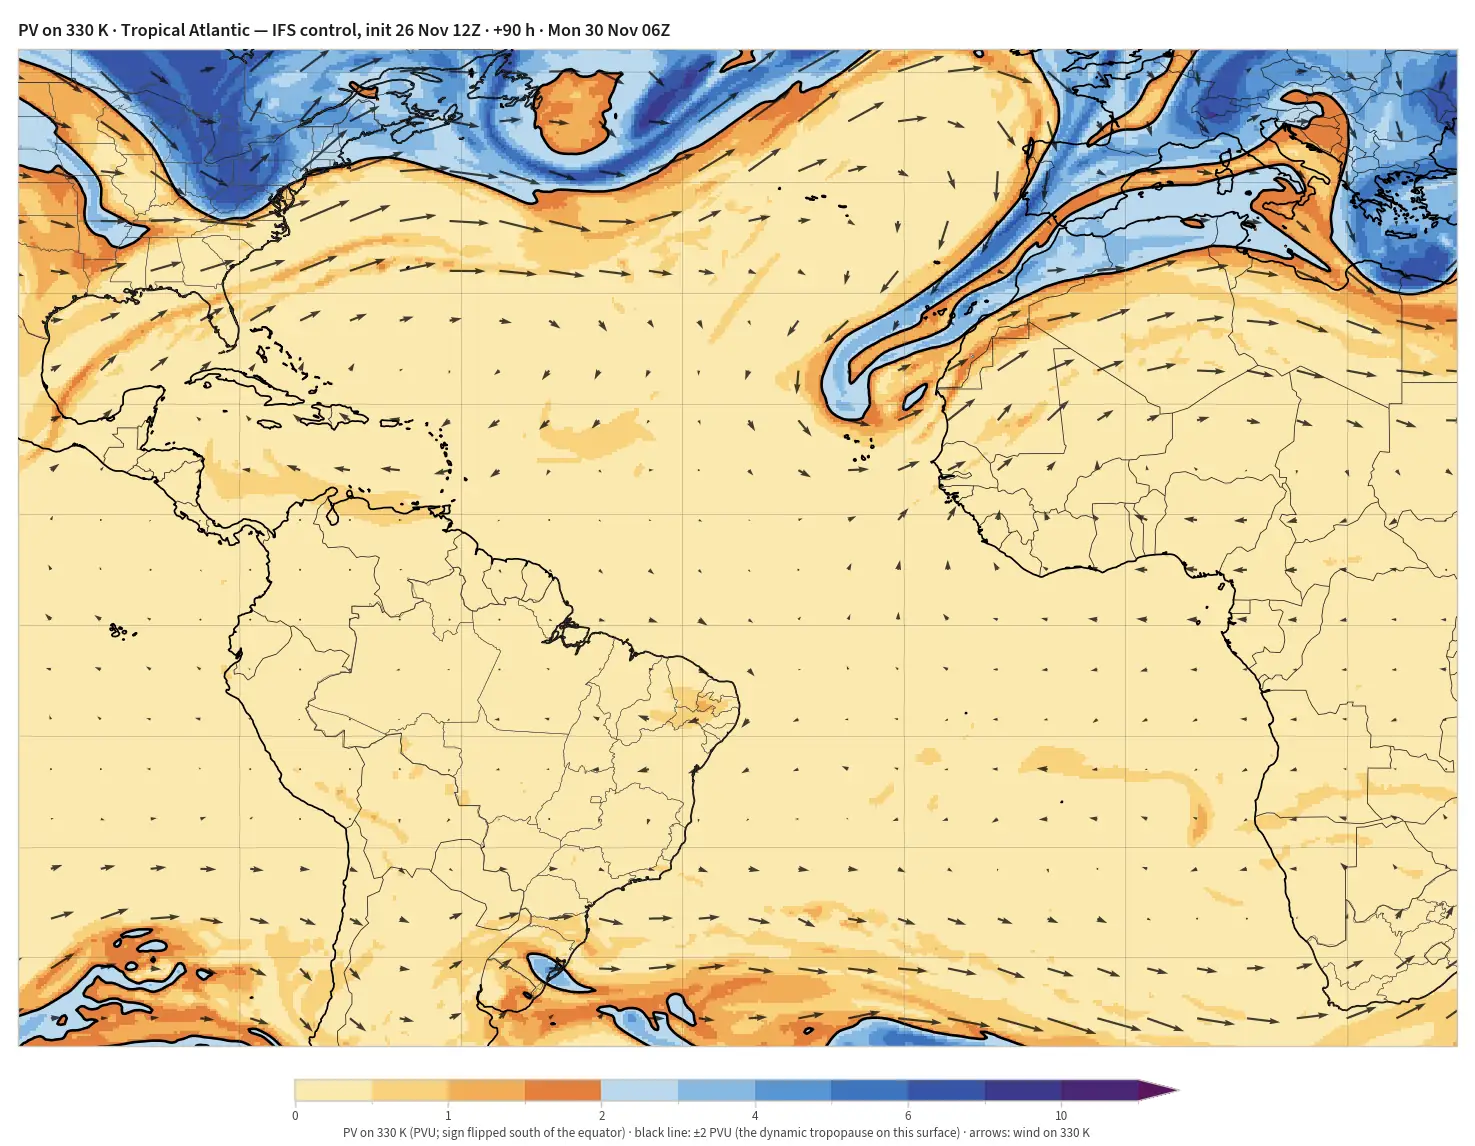 PV on 330 K · Tropical Atlantic — IFS control, init 26 Nov 12Z · +90 h · Mon 30 Nov 06Z
0 1 2 4 6 10
PV on 330 K (PVU; sign flipped south of the equator) · black line: ±2 PVU (the dynamic tropopause on this surface) · arrows: wind on 330 K